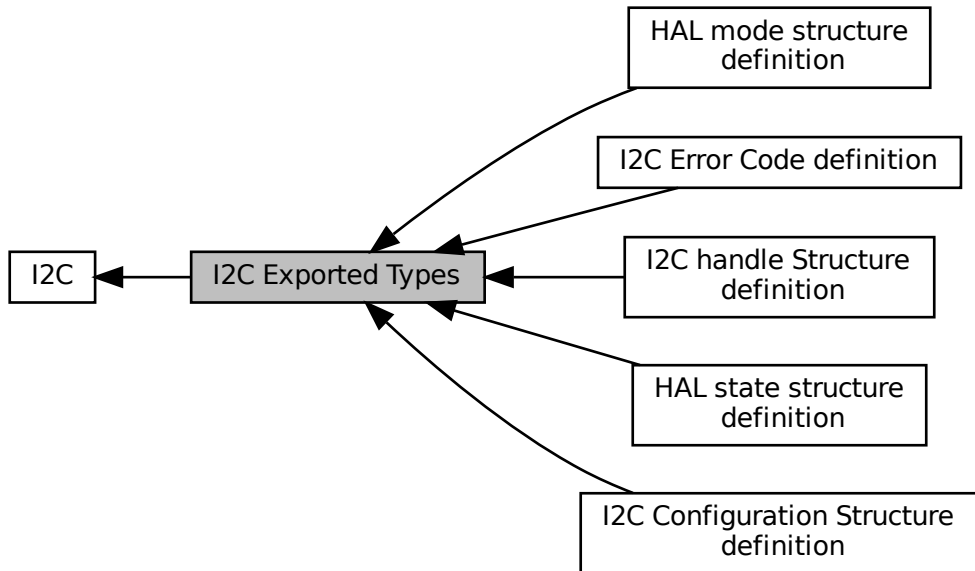 HAL mode structure
definition
I2C Error Code definition
I2C handle Structure
definition
I2C
I2C Exported Types
HAL state structure
definition
I2C Configuration Structure
definition